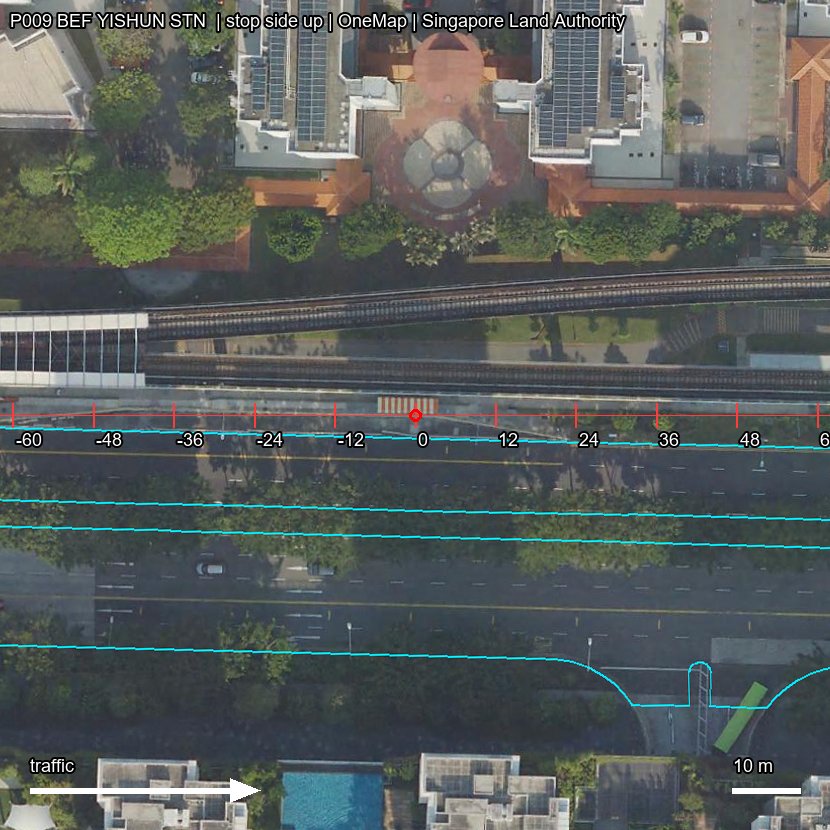 P009 BEF YISHUN STN | stop side up | OneMap | Singapore Land Authority
-60 -48 -36 -24 -12 0 12 24 36 48 6
traffic
10 m